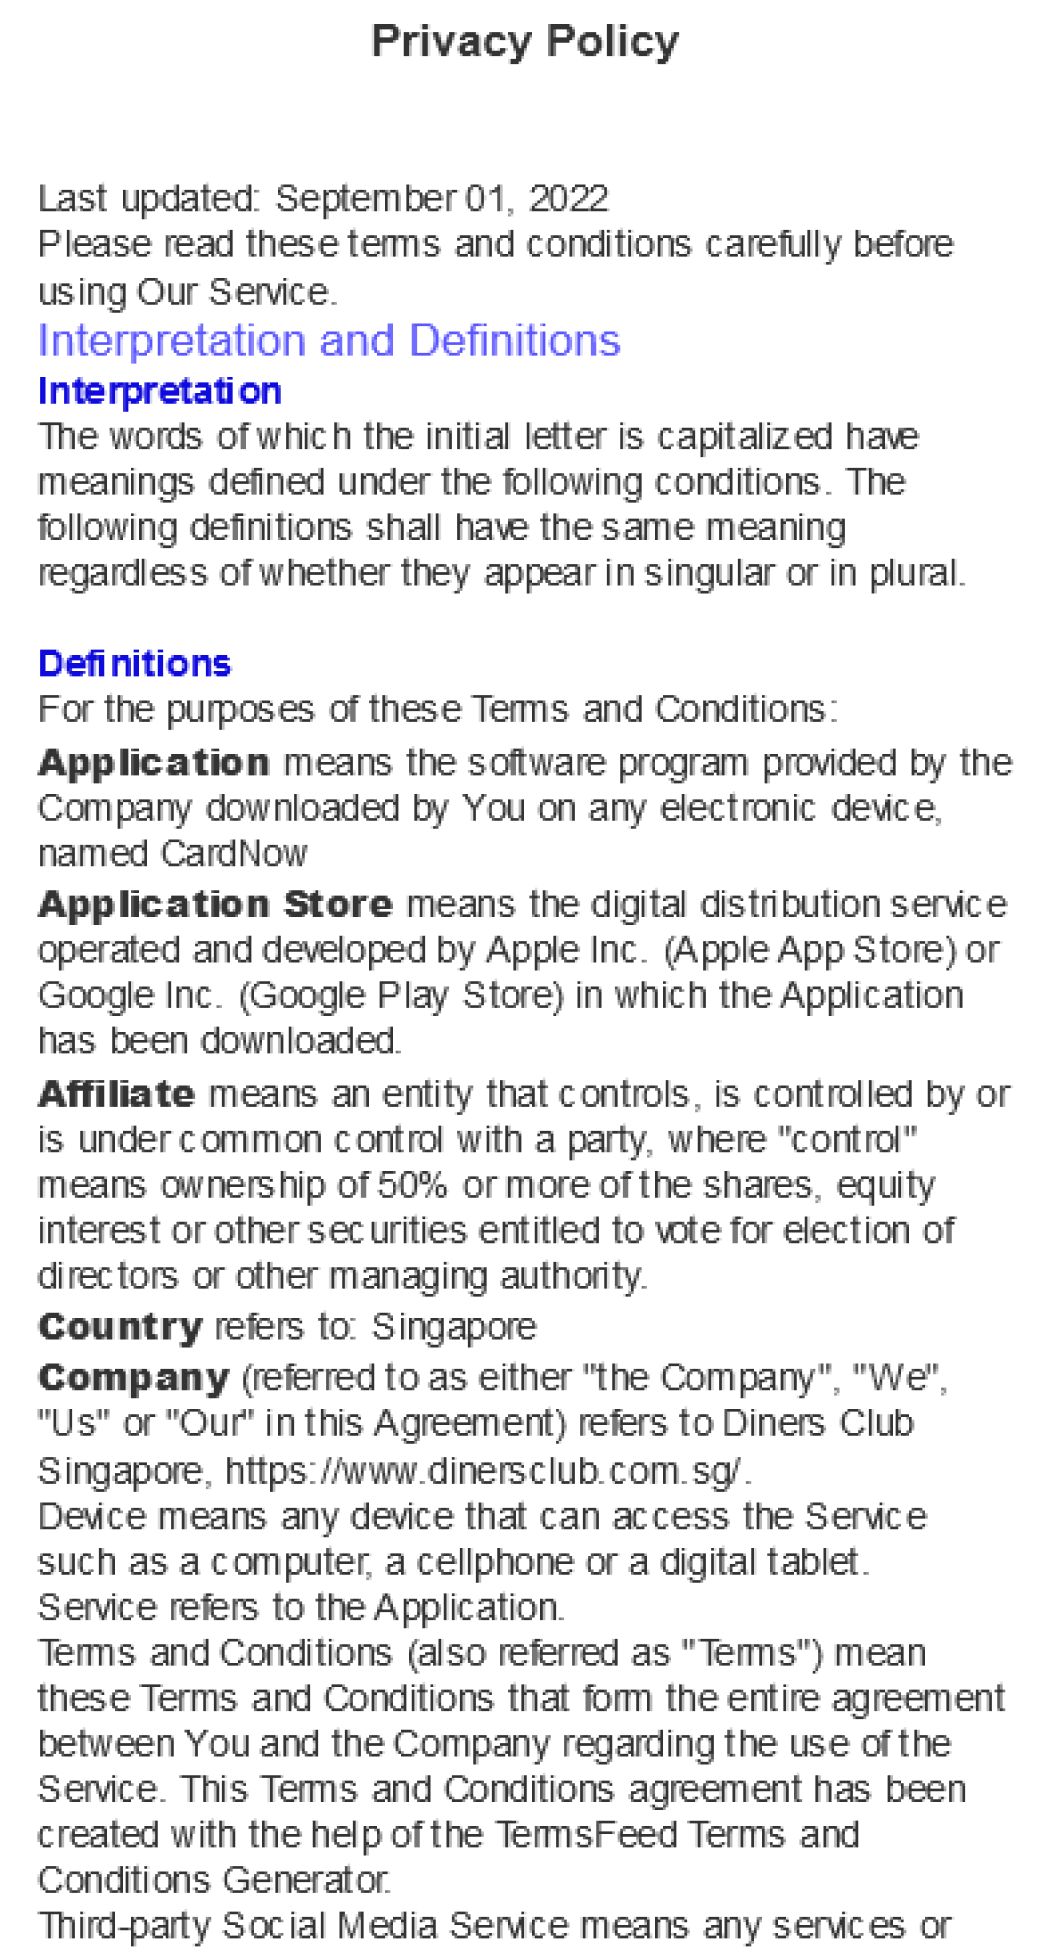 Privacy Policy
Last updated: September 01, 2022
Please read these terms and conditions carefully before
using Our Service.
Interpretation and Definitions
Interpretation
The words of which the initial letter is capitalized have
meanings defined under the following conditions. The
following definitions shall have the same meaning
regardless of whether they appear in singular or in plural.
Definitions
For the purposes of these Terms and Conditions:
Application means the software program provided by the
Company downloaded by You on any electronic device,
named CardNow
Application Store means the digital distribution service
operated and developed by Apple Inc. (Apple App Store) or
Google Inc. (Google Play Store) in which the Application
has been downloaded.
Affiliate means an entity that controls, is controlled by or
is under common control with a party, where "control"
means ownership of 50% or more of the shares, equity
interest or other securities entitled to vote for election of
directors or other managing authority.
Country refers to: Singapore
Company (referred to as either "the Company", "We",
"Us" or "Our" in this Agreement) refers to Diners Club
Singapore, https://www.dinersclub.com.sg/.
Device means any device that can access the Service
such as a computer, a cellphone or a digital tablet.
Service refers to the Application.
Terms and Conditions (also referred as "Terms") mean
these Terms and Conditions that form the entire agreement
between You and the Company regarding the use of the
Service. This Terms and Conditions agreement has been
created with the help of the TermsFeed Terms and
Conditions Generator.
Third-party Social Media Service means any services or